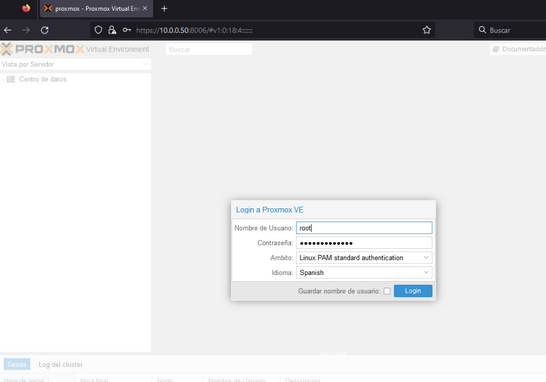 proxmox - Proxmox Virtual En
https://10.0.0.50:8006/#v1:0:18:4:::::
Buscar
PROXMOX Virtual Environment
Buscar
Documentación
Vista por Servidor
Centro de datos
Login a Proxmox VE
Nombre de Usuario: root
Contraseña: ●●●●●●●●●●●●●
Ambito: Linux PAM standard authentication
Idioma: Spanish
Guardar nombre de usuario:
Login
Tareas
Log del cluster
Hora de inicio
Hora final
Nodo
Nombre de Usuario
Descripción